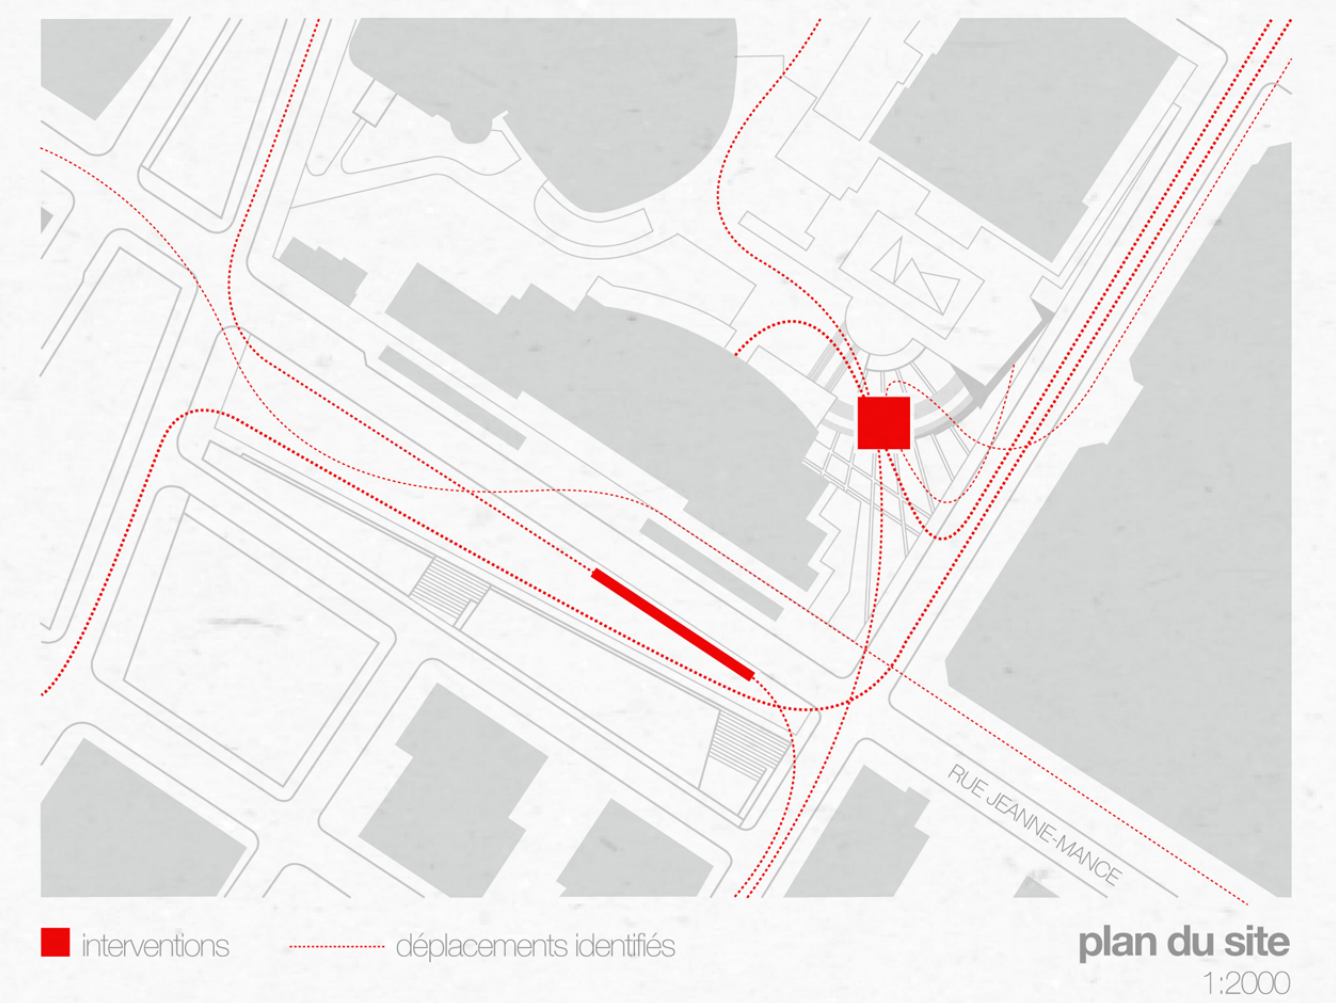 RUE JEANNE-MANCE
interventions
déplacements identifiés
plan du site
1:2000